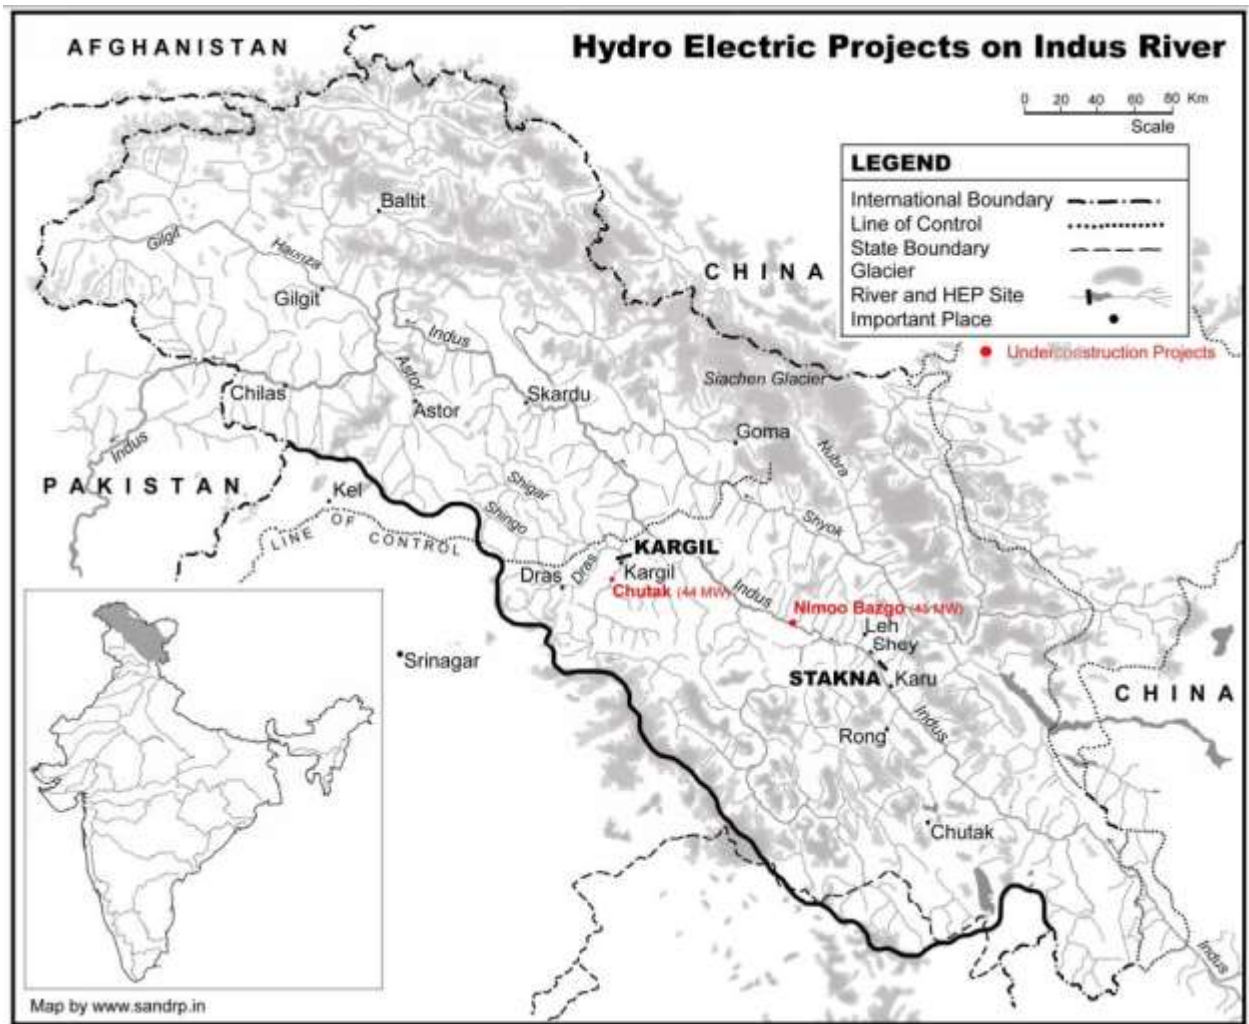 AFGHANISTAN
Hydro Electric Projects on Indus River
0 20 40 60 80 Km
Scale
LEGEND
International Boundary
Line of Control
State Boundary
Glacier
River and HEP Site
Important Place
Underconstruction Projects
Baltit
Gilgit
Haunza
Gilgit
CHINA
Indus
Siachen Glacier
Chilas
Astor
Astor
Skardu
Goma
Nubra
Indus
PAKISTAN
Kel
Shigar
Shingo
Shyok
LINE OF CONTROL
KARGIL
Dras
Dras
Kargil
Chutak (44 MW)
Indus
Nimoo Bazgo (45 MW)
Leh
Shey
Srinagar
STAKNA
Karu
CHINA
Rong
Indus
Chutak
Indus
Map by www.sandrp.in